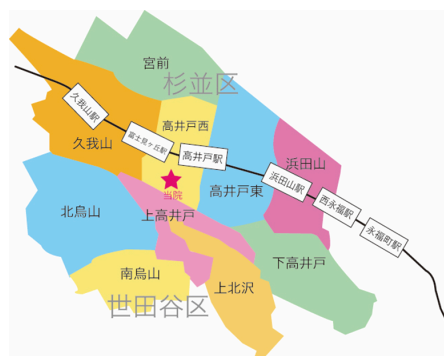 宮前
杉並区
久我山駅
高井戸西
富士見ヶ丘駅
久我山
高井戸駅
浜田山
当院
浜田山駅
高井戸東
北烏山
上高井戸
西永福駅
永福町駅
南烏山
下高井戸
上北沢
世田谷区